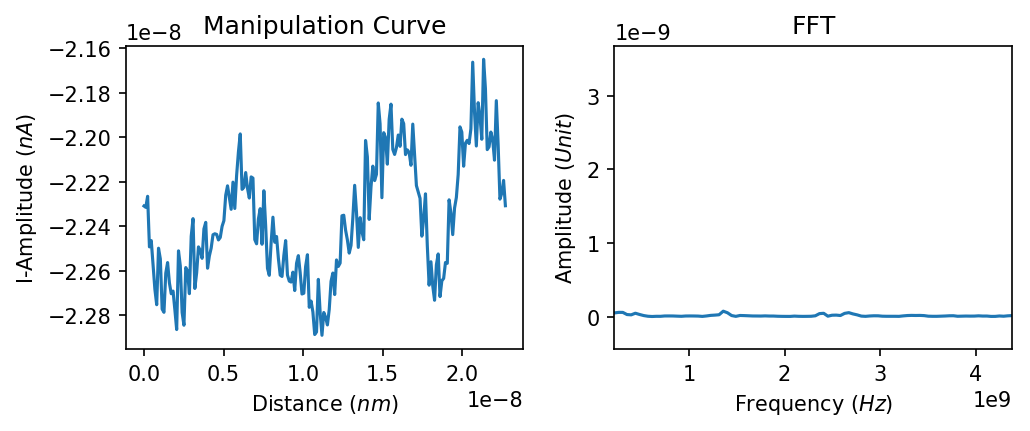 Manipulation Curve
1e−8
−2.16
−2.18
−2.20
−2.22
−2.24
−2.26
−2.28
I-Amplitude (nA)
0.0 0.5 1.0 1.5 2.0
1e−8
Distance (nm)
FFT
1e−9
3
2
1
0
Amplitude (Unit)
1 2 3 4
1e9
Frequency (Hz)